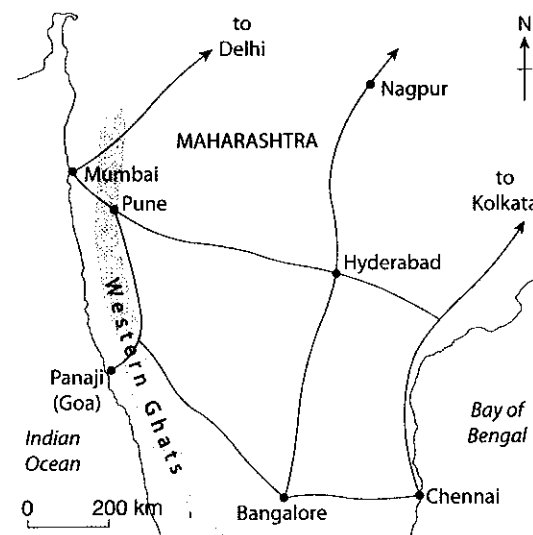 to
Delhi
N
Nagpur
MAHARASHTRA
Mumbai
Pune
to
Kolkata
Hyderabad
Western Ghats
Panaji
(Goa)
Indian
Ocean
Bay of
Bengal
0 200 km
Bangalore
Chennai